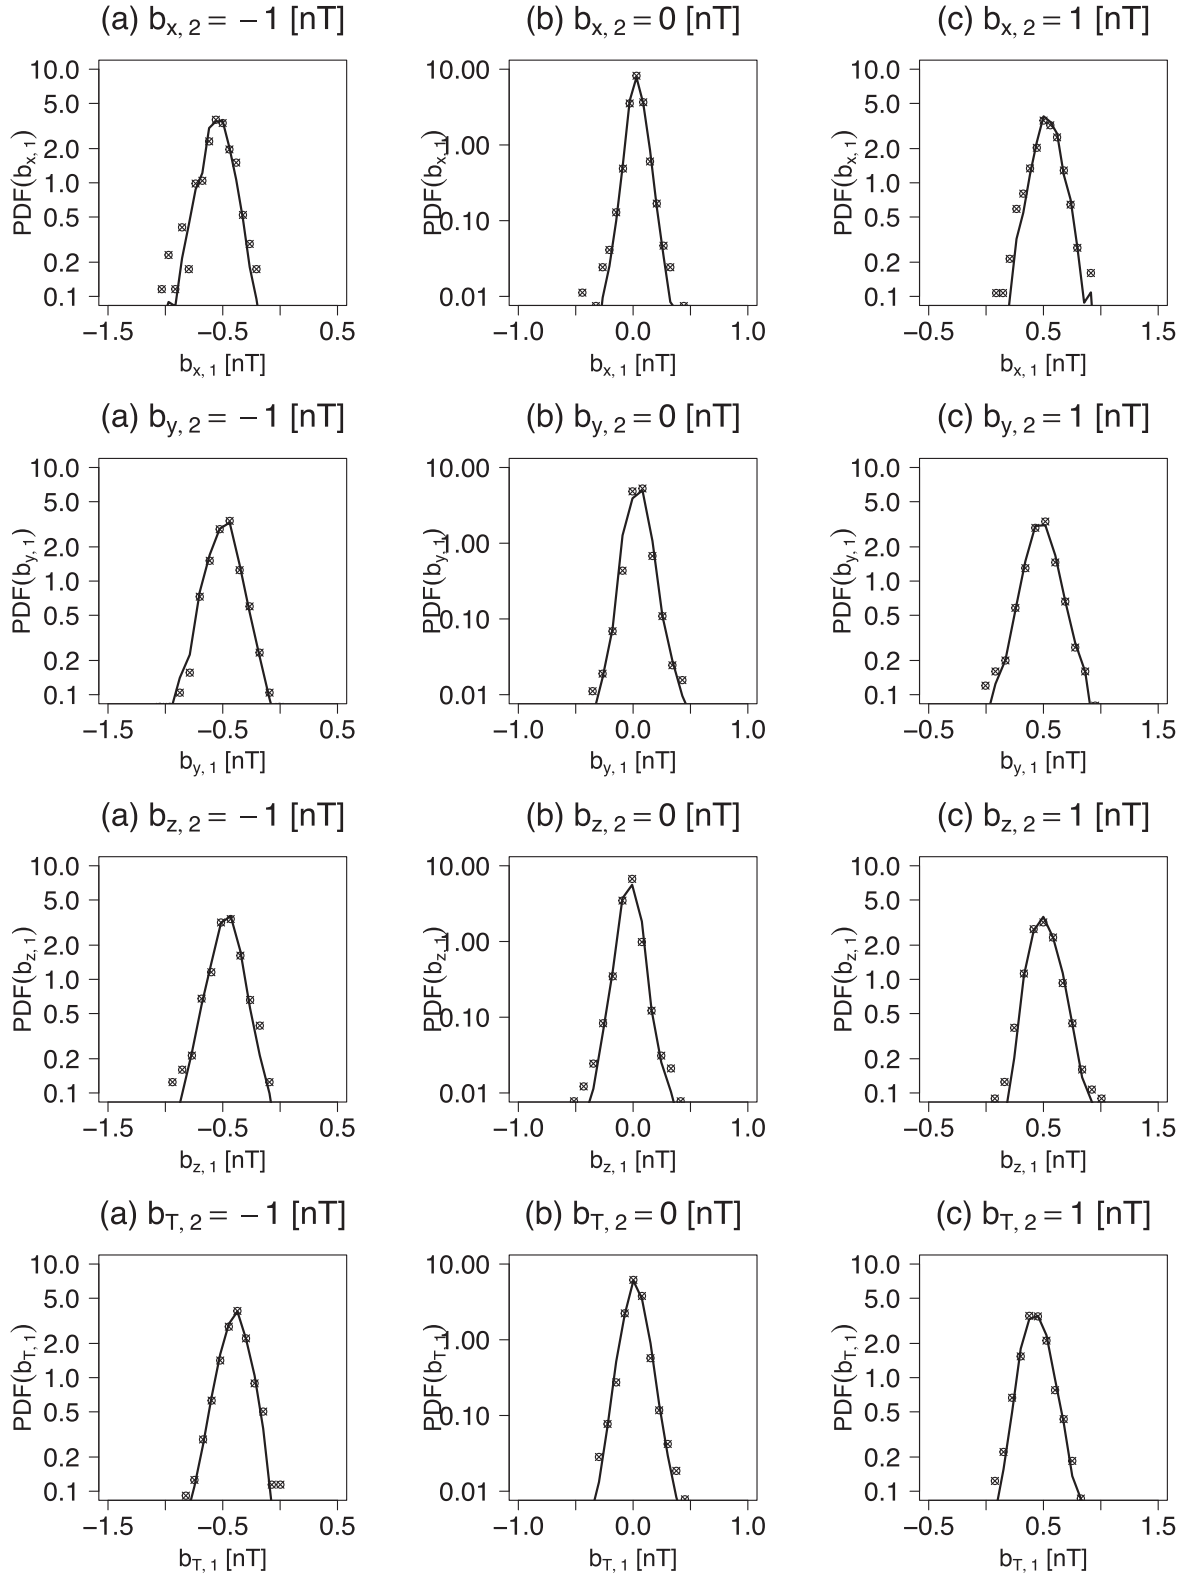 (a) b_x, 2 = −1 [nT]
(b) b_x, 2 = 0 [nT]
(c) b_x, 2 = 1 [nT]
PDF(b_x, 1)
10.0
5.0
2.0
1.0
0.5
0.2
0.1
−1.5 −0.5 0.5
b_x, 1 [nT]
PDF(b_x, 1)
10.00
1.00
0.10
0.01
−1.0 0.0 1.0
b_x, 1 [nT]
PDF(b_x, 1)
10.0
5.0
2.0
1.0
0.5
0.2
0.1
−0.5 0.5 1.5
b_x, 1 [nT]
(a) b_y, 2 = −1 [nT]
(b) b_y, 2 = 0 [nT]
(c) b_y, 2 = 1 [nT]
PDF(b_y, 1)
10.0
5.0
2.0
1.0
0.5
0.2
0.1
−1.5 −0.5 0.5
b_y, 1 [nT]
PDF(b_y, 1)
10.00
1.00
0.10
0.01
−1.0 0.0 1.0
b_y, 1 [nT]
PDF(b_y, 1)
10.0
5.0
2.0
1.0
0.5
0.2
0.1
−0.5 0.5 1.5
b_y, 1 [nT]
(a) b_z, 2 = −1 [nT]
(b) b_z, 2 = 0 [nT]
(c) b_z, 2 = 1 [nT]
PDF(b_z, 1)
10.0
5.0
2.0
1.0
0.5
0.2
0.1
−1.5 −0.5 0.5
b_z, 1 [nT]
PDF(b_z, 1)
10.00
1.00
0.10
0.01
−1.0 0.0 1.0
b_z, 1 [nT]
PDF(b_z, 1)
10.0
5.0
2.0
1.0
0.5
0.2
0.1
−0.5 0.5 1.5
b_z, 1 [nT]
(a) b_T, 2 = −1 [nT]
(b) b_T, 2 = 0 [nT]
(c) b_T, 2 = 1 [nT]
PDF(b_T, 1)
10.0
5.0
2.0
1.0
0.5
0.2
0.1
−1.5 −0.5 0.5
b_T, 1 [nT]
PDF(b_T, 1)
10.00
1.00
0.10
0.01
−1.0 0.0 1.0
b_T, 1 [nT]
PDF(b_T, 1)
10.0
5.0
2.0
1.0
0.5
0.2
0.1
−0.5 0.5 1.5
b_T, 1 [nT]